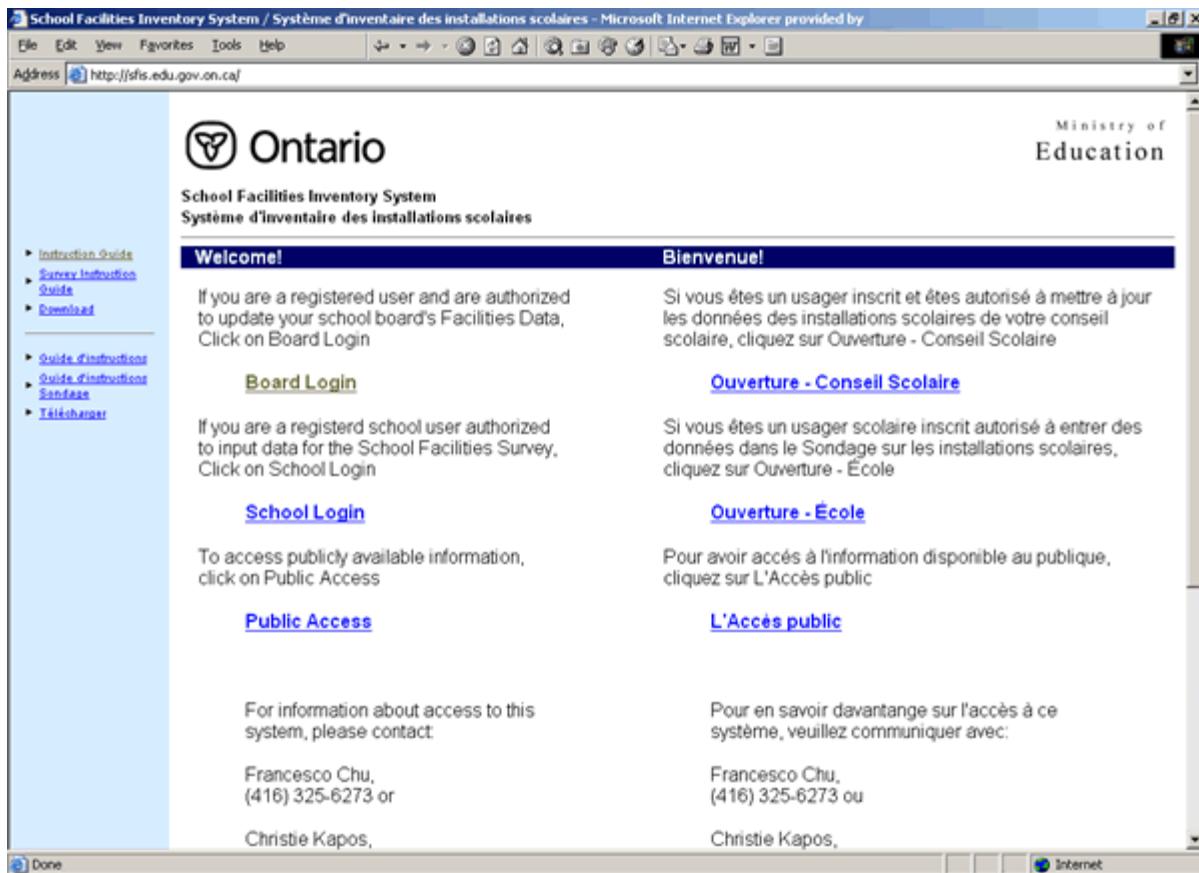 School Facilities Inventory System / Système d'inventaire des installations scolaires - Microsoft Internet Explorer provided by
File Edit View Favorites Tools Help
Address http://sfis.edu.gov.on.ca/
Ontario
Ministry of
Education
School Facilities Inventory System
Système d'inventaire des installations scolaires
Instruction Guide
Survey Instruction
Guide
Download
Guide d'instructions
Guide d'instructions
Sondage
Télécharger
Welcome!
If you are a registered user and are authorized
to update your school board's Facilities Data,
Click on Board Login
Board Login
If you are a registerd school user authorized
to input data for the School Facilities Survey,
Click on School Login
School Login
To access publicly available information,
click on Public Access
Public Access
For information about access to this
system, please contact:
Francesco Chu,
(416) 325-6273 or
Christie Kapos,
Bienvenue!
Si vous êtes un usager inscrit et êtes autorisé à mettre à jour
les données des installations scolaires de votre conseil
scolaire, cliquez sur Ouverture - Conseil Scolaire
Ouverture - Conseil Scolaire
Si vous êtes un usager scolaire inscrit autorisé à entrer des
données dans le Sondage sur les installations scolaires,
cliquez sur Ouverture - École
Ouverture - École
Pour avoir accés à l'information disponible au publique,
cliquez sur L'Accès public
L'Accès public
Pour en savoir davantange sur l'accès à ce
système, veuillez communiquer avec:
Francesco Chu,
(416) 325-6273 ou
Christie Kapos,
Done
Internet